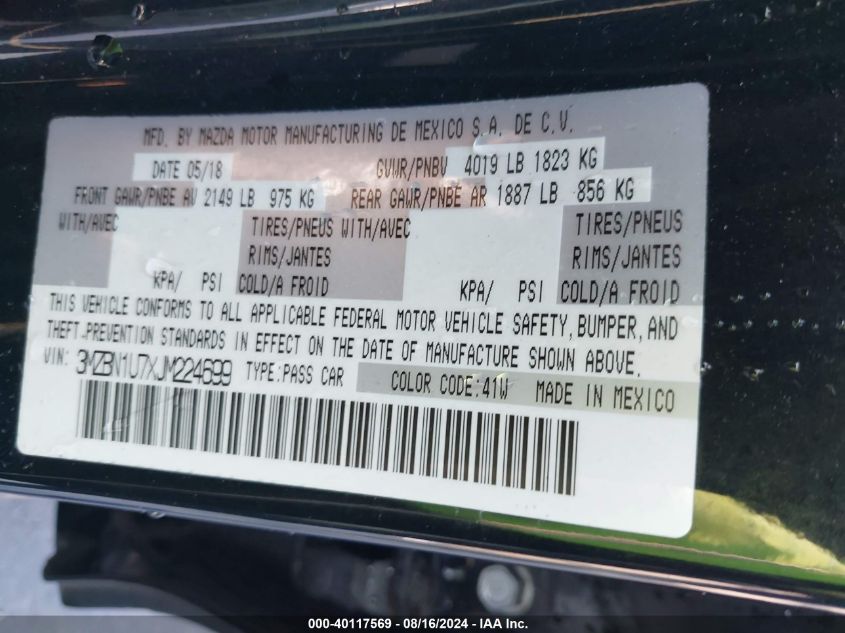 MFD. BY MAZDA MOTOR MANUFACTURING DE MEXICO S.A. DE C.V.
DATE 05/18 GVWR/PNBV 4019 LB 1823 KG
FRONT GAWR/PNBE AV 2149 LB 975 KG REAR GAWR/PNBE AR 1887 LB 856 KG
WITH/AVEC TIRES/PNEUS WITH/AVEC TIRES/PNEUS
RIMS/JANTES RIMS/JANTES
KPA/ PSI COLD/A FROID KPA/ PSI COLD/A FROID
THIS VEHICLE CONFORMS TO ALL APPLICABLE FEDERAL MOTOR VEHICLE SAFETY, BUMPER, AND
THEFT PREVENTION STANDARDS IN EFFECT ON THE DATE OF MANUFACTURE SHOWN ABOVE.
VIN: 3MZBN1U7XJM224699 TYPE:PASS CAR COLOR CODE:41W MADE IN MEXICO
000-40117569 - 08/16/2024 - IAA Inc.